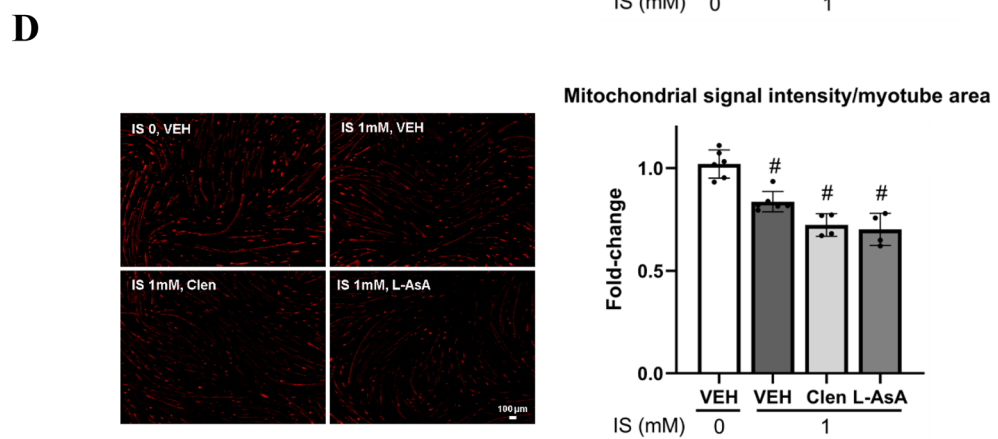 IS (mM) 0 1
D
Mitochondrial signal intensity/myotube area
IS 0, VEH
IS 1mM, VEH
IS 1mM, Clen
IS 1mM, L-AsA
100 µm
Fold-change
1.0
0.5
0.0
# # #
VEH VEH Clen L-AsA
IS (mM) 0 1